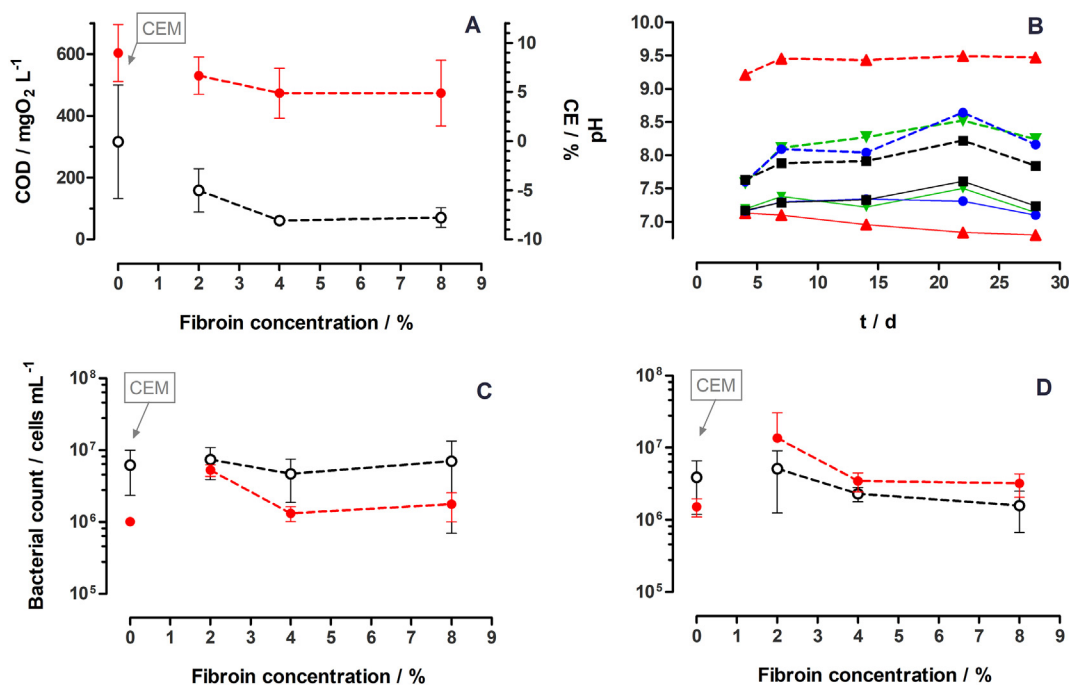 A
CEM
COD / mgO2 L-1
600
400
200
0
10
5
0
-5
-10
CE / %
0 1 2 3 4 5 6 7 8 9
Fibroin concentration / %
B
pH
10.0
9.5
9.0
8.5
8.0
7.5
7.0
0 5 10 15 20 25 30
t / d
C
CEM
Bacterial count / cells mL-1
10^8
10^7
10^6
10^5
0 1 2 3 4 5 6 7 8 9
Fibroin concentration / %
D
CEM
10^8
10^7
10^6
10^5
0 1 2 3 4 5 6 7 8 9
Fibroin concentration / %